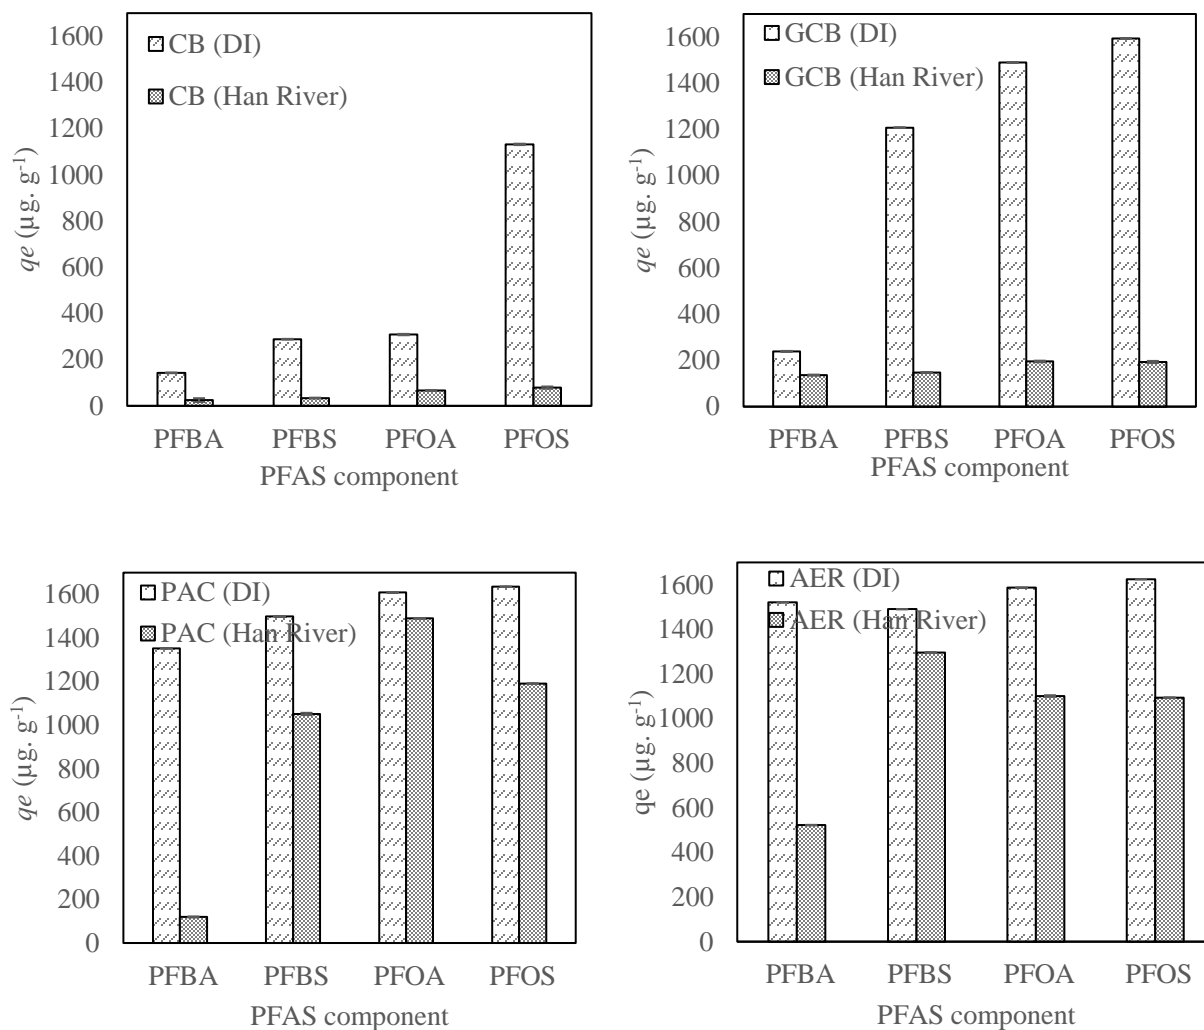 1600
1400
1200
1000
800
600
400
200
0
qe (µg. g⁻¹)
CB (DI)
CB (Han River)
PFBA PFBS PFOA PFOS
PFAS component
1600
1400
1200
1000
800
600
400
200
0
qe (µg. g⁻¹)
GCB (DI)
GCB (Han River)
PFBA PFBS PFOA PFOS
PFAS component
1600
1400
1200
1000
800
600
400
200
0
qe (µg. g⁻¹)
PAC (DI)
PAC (Han River)
PFBA PFBS PFOA PFOS
PFAS component
1600
1400
1200
1000
800
600
400
200
0
qe (µg. g⁻¹)
AER (DI)
AER (Han River)
PFBA PFBS PFOA PFOS
PFAS component